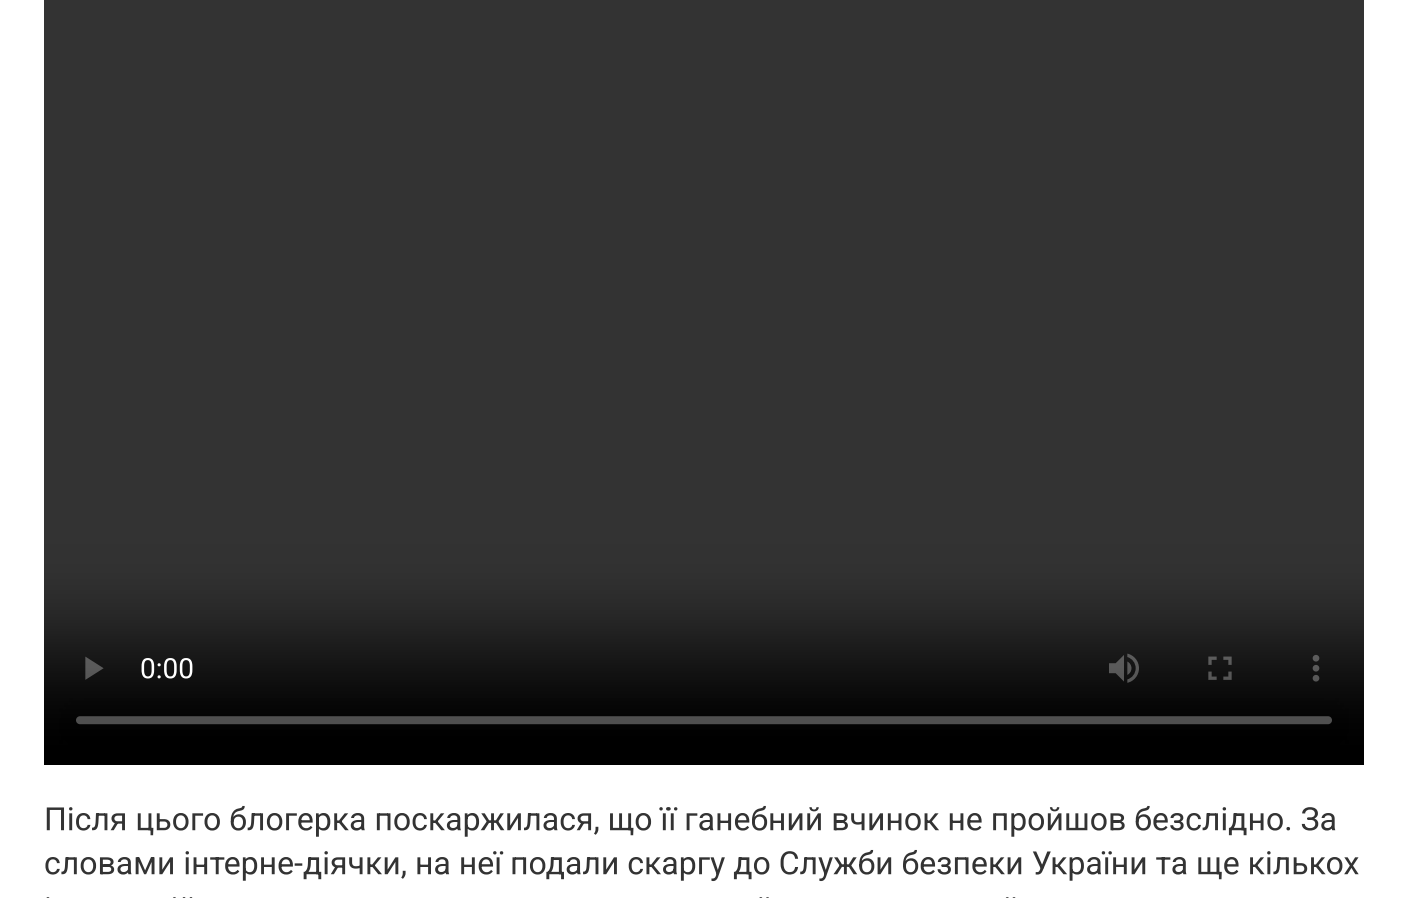 0:00
Після цього блогерка поскаржилася, що її ганебний вчинок не пройшов безслідно. За
словами інтерне-діячки, на неї подали скаргу до Служби безпеки України та ще кількох